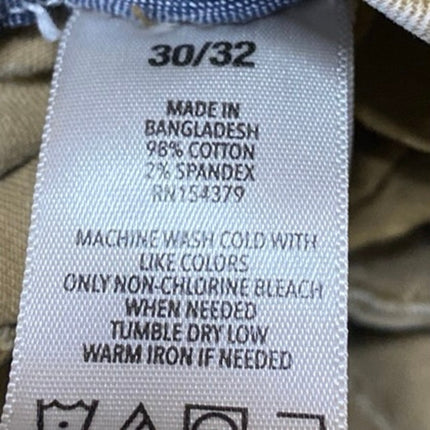 30/32
MADE IN
BANGLADESH
98% COTTON
2% SPANDEX
RN154379
MACHINE WASH COLD WITH
LIKE COLORS
ONLY NON-CHLORINE BLEACH
WHEN NEEDED
TUMBLE DRY LOW
WARM IRON IF NEEDED